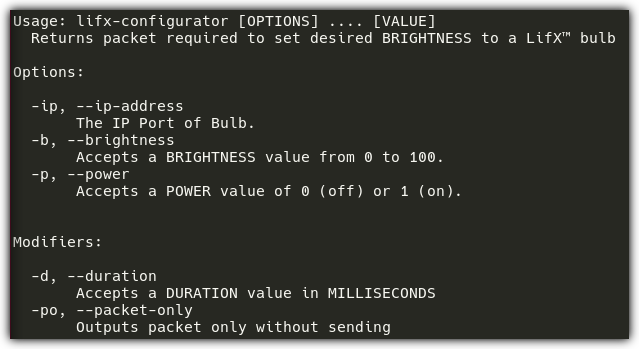 Usage: lifx-configurator [OPTIONS] .... [VALUE]
Returns packet required to set desired BRIGHTNESS to a LifX™ bulb
Options:
-ip, --ip-address
The IP Port of Bulb.
-b, --brightness
Accepts a BRIGHTNESS value from 0 to 100.
-p, --power
Accepts a POWER value of 0 (off) or 1 (on).
Modifiers:
-d, --duration
Accepts a DURATION value in MILLISECONDS
-po, --packet-only
Outputs packet only without sending